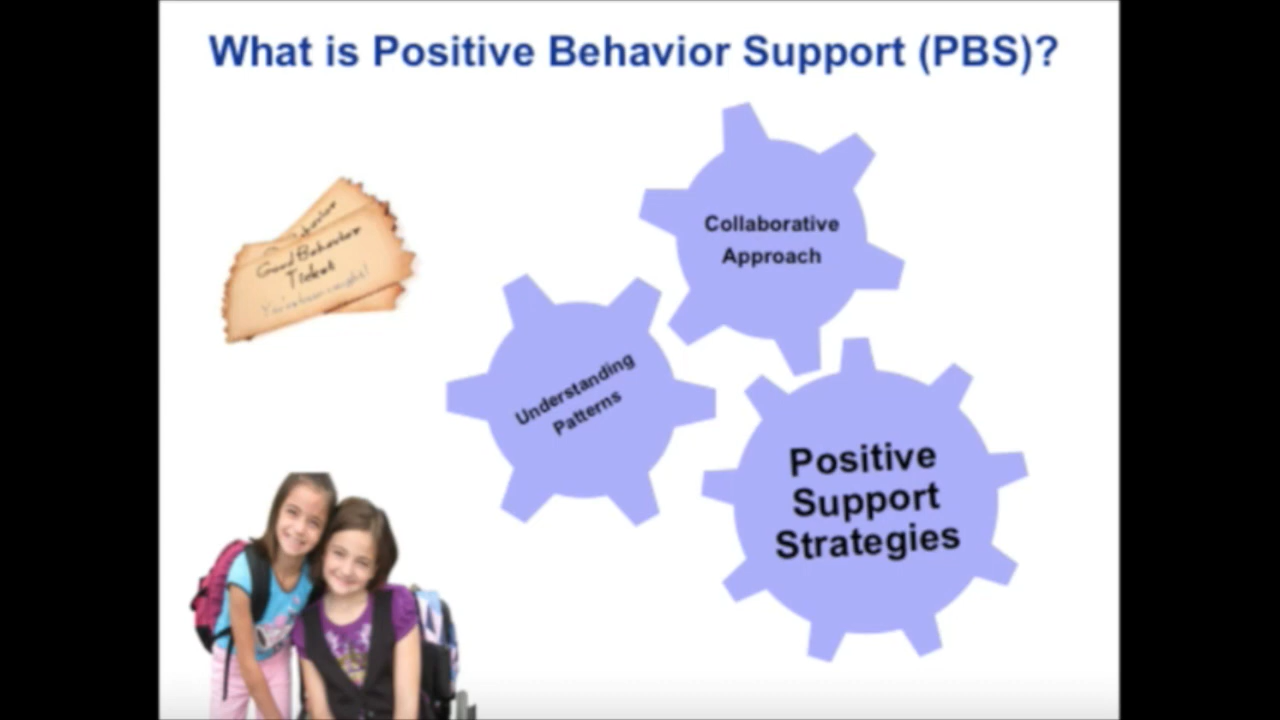 What is Positive Behavior Support (PBS)?
Good Behavior
Ticket
Collaborative
Approach
Understanding
Patterns
Positive
Support
Strategies